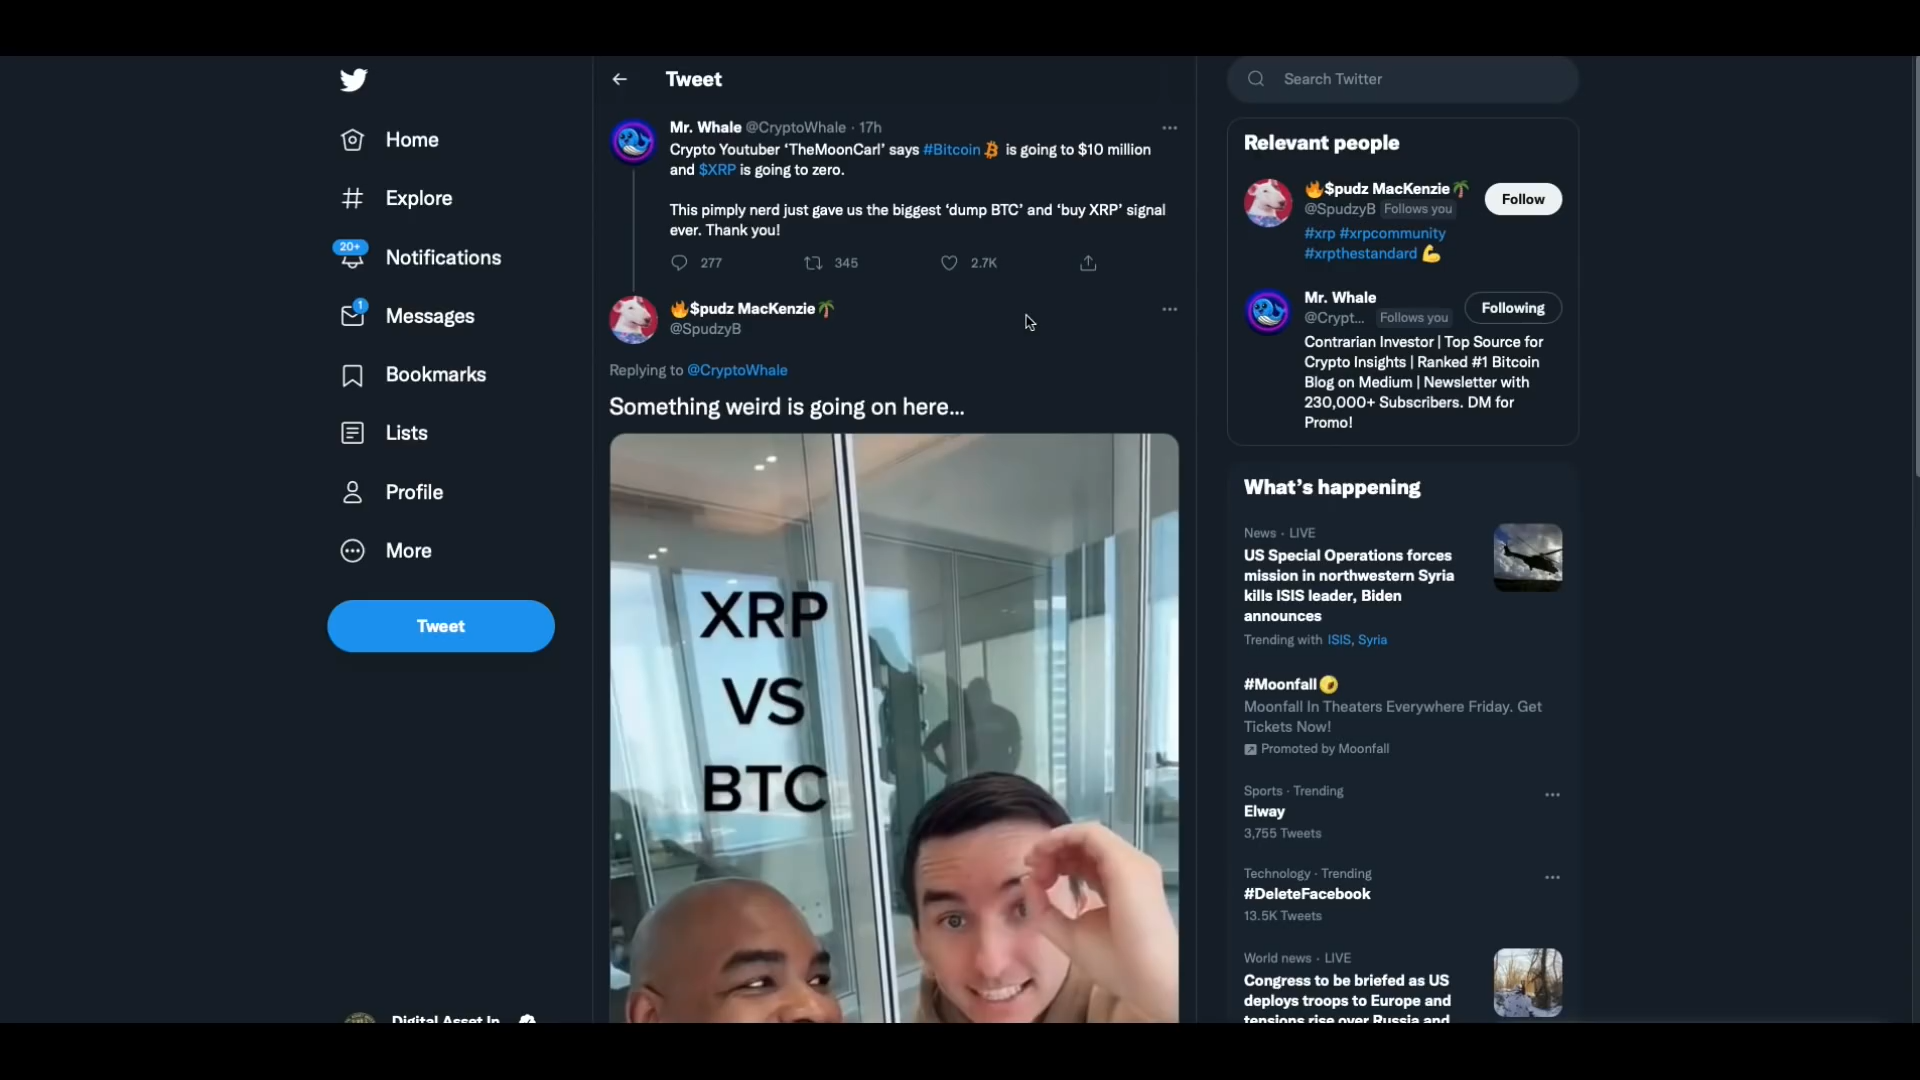 Home
Explore
20+
Notifications
1
Messages
Bookmarks
Lists
Profile
More
Tweet
Digital Asset In
Tweet
Mr. Whale @CryptoWhale · 17h
Crypto Youtuber ‘TheMoonCarl’ says #Bitcoin is going to $10 million
and $XRP is going to zero.
This pimply nerd just gave us the biggest ‘dump BTC’ and ‘buy XRP’ signal
ever. Thank you!
277 345 2.7K
🔥$pudz MacKenzie🌴
@SpudzyB
Replying to @CryptoWhale
Something weird is going on here...
XRP
VS
BTC
Search Twitter
Relevant people
🔥$pudz MacKenzie🌴
@SpudzyB Follows you
Follow
#xrp #xrpcommunity
#xrpthestandard 💪
Mr. Whale
@Crypt... Follows you
Following
Contrarian Investor | Top Source for
Crypto Insights | Ranked #1 Bitcoin
Blog on Medium | Newsletter with
230,000+ Subscribers. DM for
Promo!
What’s happening
News · LIVE
US Special Operations forces
mission in northwestern Syria
kills ISIS leader, Biden
announces
Trending with ISIS, Syria
#Moonfall
Moonfall In Theaters Everywhere Friday. Get
Tickets Now!
Promoted by Moonfall
Sports · Trending
Elway
3,755 Tweets
Technology · Trending
#DeleteFacebook
13.5K Tweets
World news · LIVE
Congress to be briefed as US
deploys troops to Europe and
tensions rise over Russia and